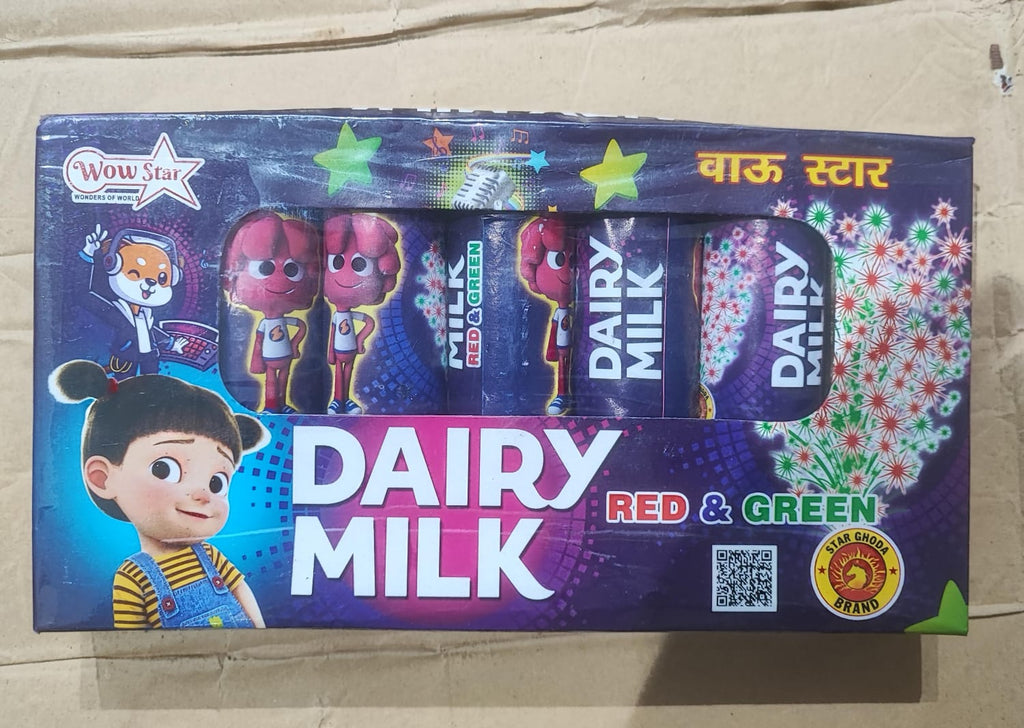 Wow Star
WONDERS OF WORLD
वाऊ स्टार
MILK
RED & GREEN
DAIRY
MILK
DAIRY
MILK
DAIRY
MILK
RED & GREEN
STAR GHODA
BRAND